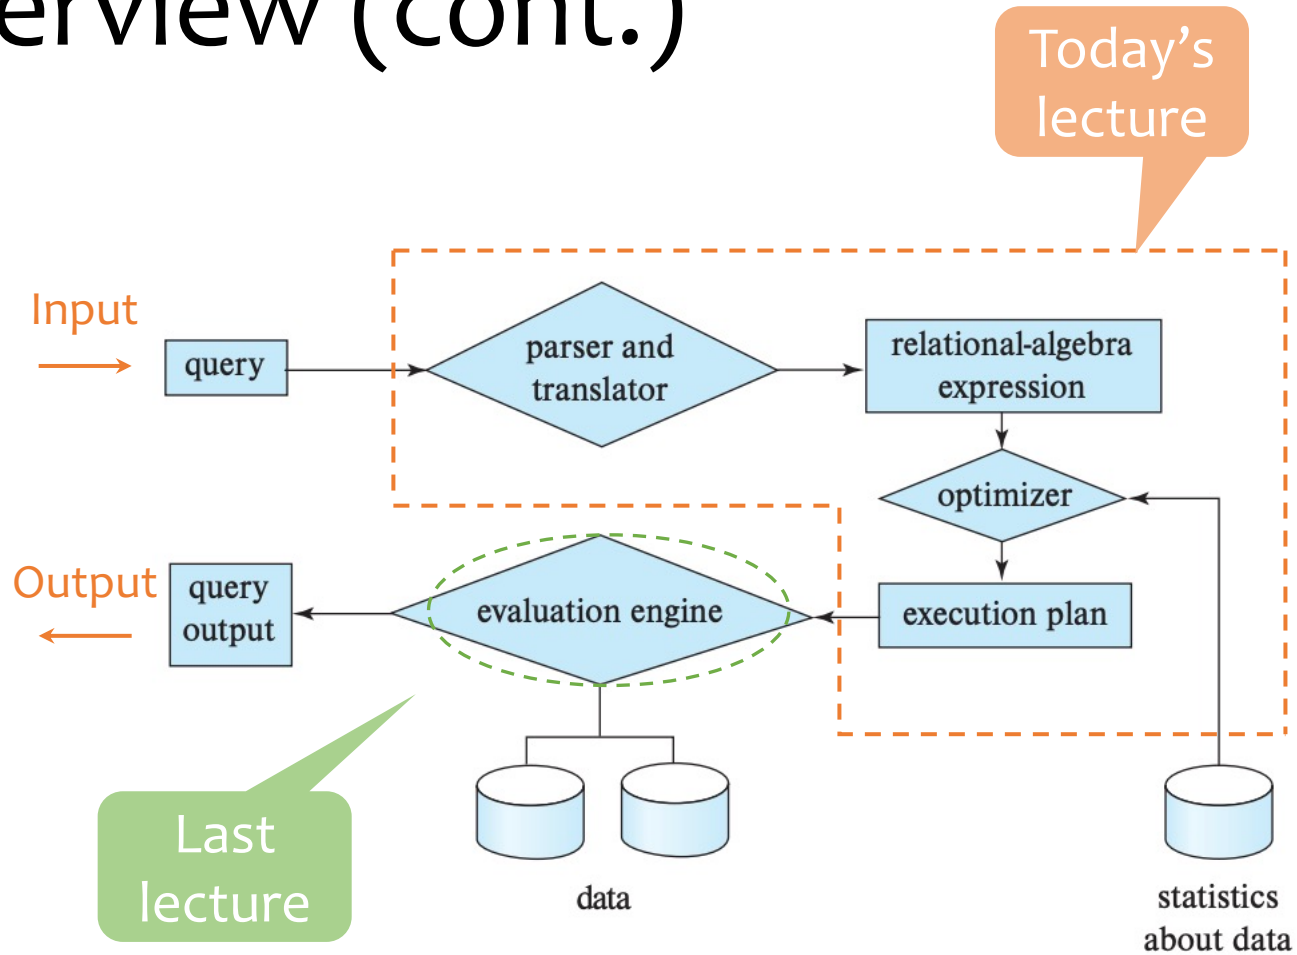 erview (cont.)
Today's
lecture
Input
query
parser and
translator
relational-algebra
expression
optimizer
Output
query
output
evaluation engine
execution plan
Last
lecture
data
statistics
about data